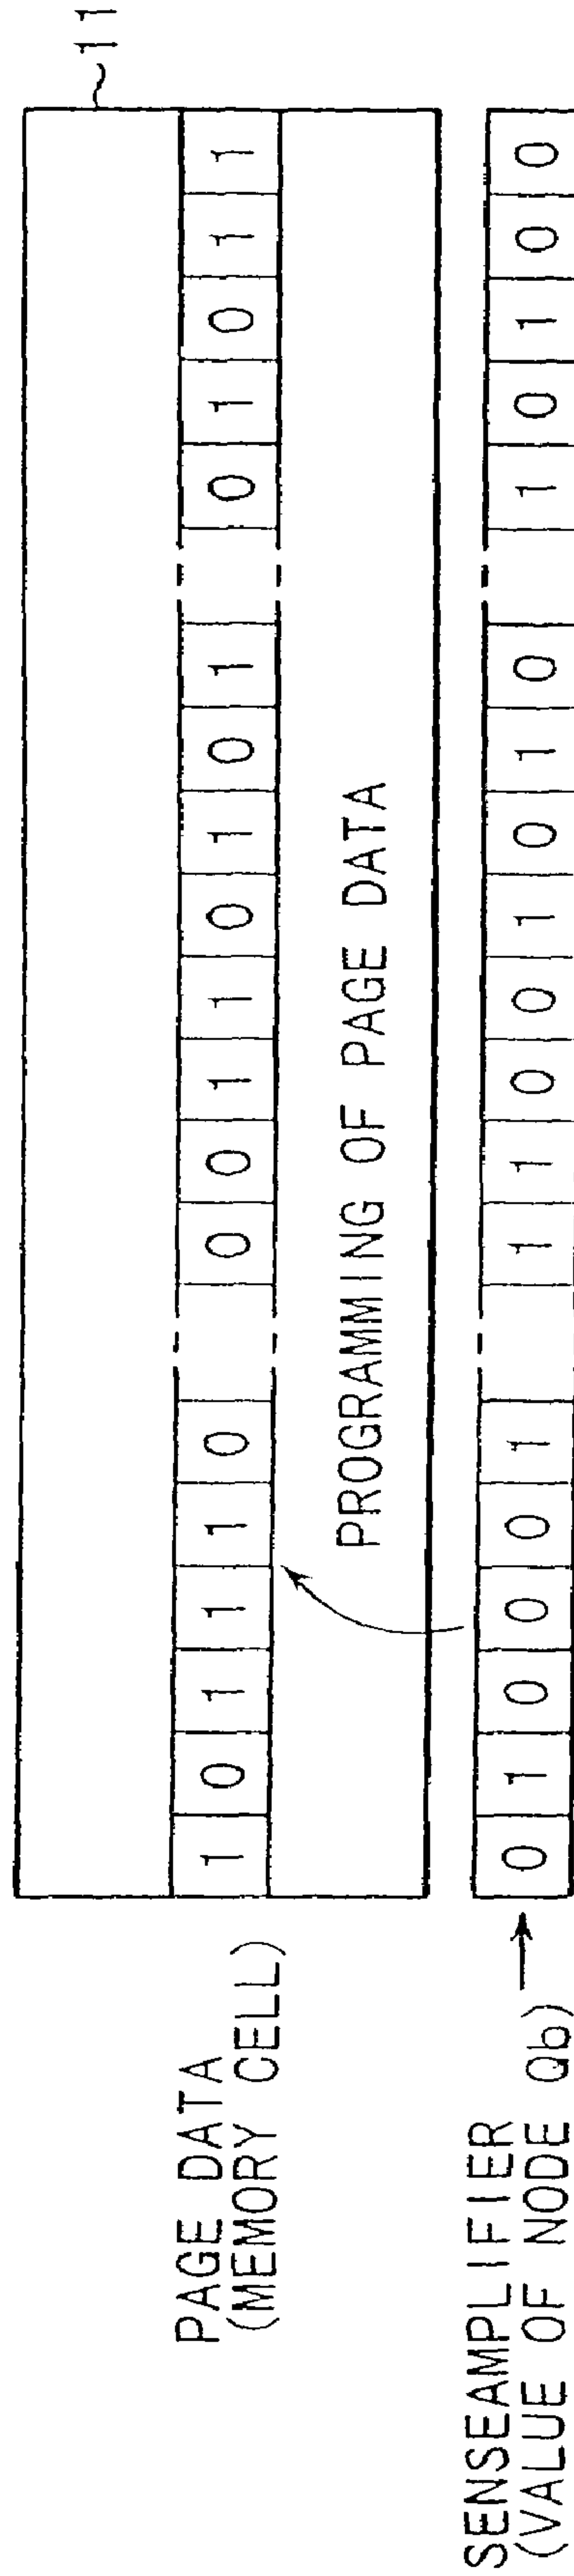 11
PAGE DATA
(MEMORY CELL)
1 0 1 1 1 0 0 0 1 1 0 1 0 1 0 1 0 1 1
PROGRAMMING OF PAGE DATA
SENSEAMPLIFIER
(VALUE OF NODE Qb)
0 1 0 0 0 1 1 1 0 0 1 0 1 0 1 0 1 0 0